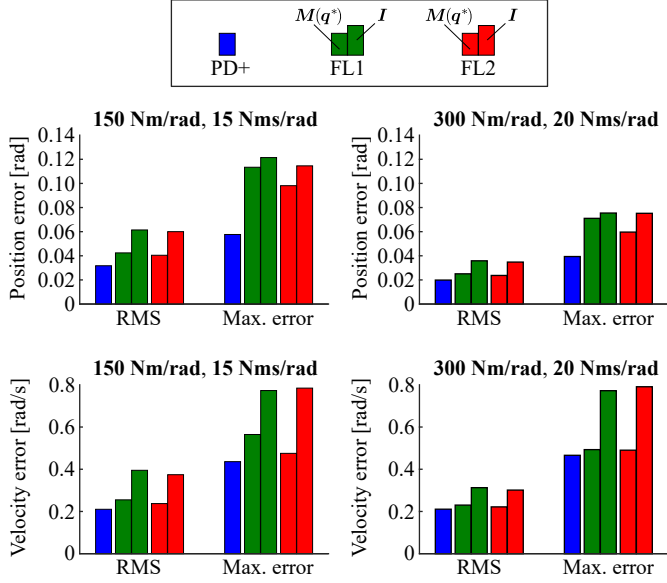 M(q*) I M(q*) I
PD+ FL1 FL2
150 Nm/rad, 15 Nms/rad 300 Nm/rad, 20 Nms/rad
Position error [rad] Position error [rad]
0.14 0.14
0.12 0.12
0.10 0.10
0.08 0.08
0.06 0.06
0.04 0.04
0.02 0.02
0 0
RMS Max. error RMS Max. error
150 Nm/rad, 15 Nms/rad 300 Nm/rad, 20 Nms/rad
Velocity error [rad/s] Velocity error [rad/s]
0.8 0.8
0.6 0.6
0.4 0.4
0.2 0.2
0 0
RMS Max. error RMS Max. error